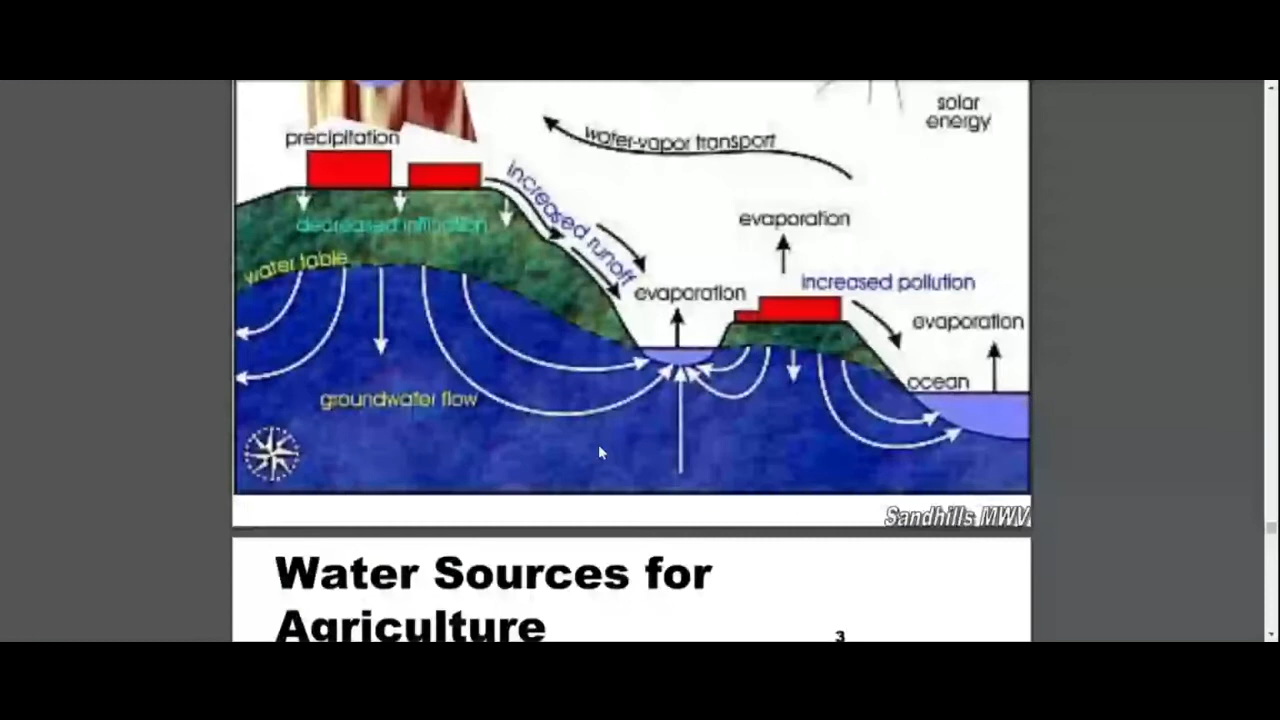 solar
energy
precipitation
water-vapor transport
increased runoff
decreased infiltration
evaporation
water table
increased pollution
evaporation
evaporation
ocean
groundwater flow
Sandhills MWV
Water Sources for
Agriculture
3